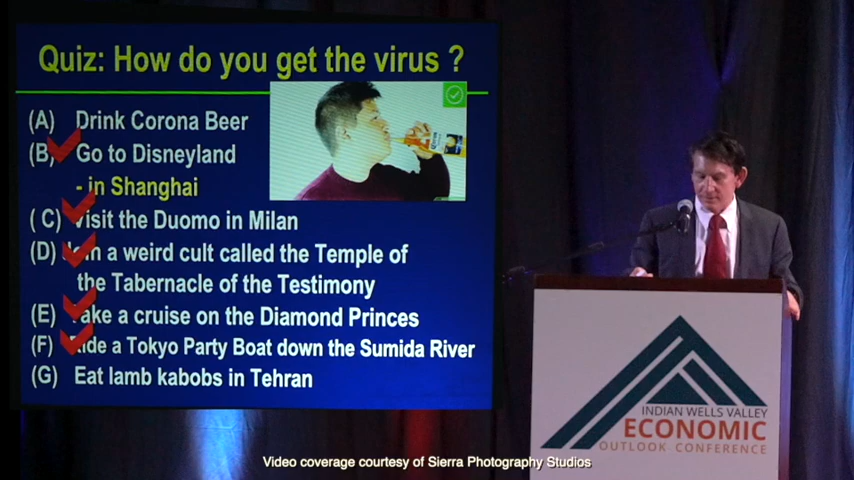 Quiz: How do you get the virus ?
(A) Drink Corona Beer
(B) Go to Disneyland
- in Shanghai
( C) Visit the Duomo in Milan
(D) Join a weird cult called the Temple of
the Tabernacle of the Testimony
(E) Take a cruise on the Diamond Princes
(F) Ride a Tokyo Party Boat down the Sumida River
(G) Eat lamb kabobs in Tehran
INDIAN WELLS VALLEY
ECONOMIC
OUTLOOK CONFERENCE
Video coverage courtesy of Sierra Photography Studios